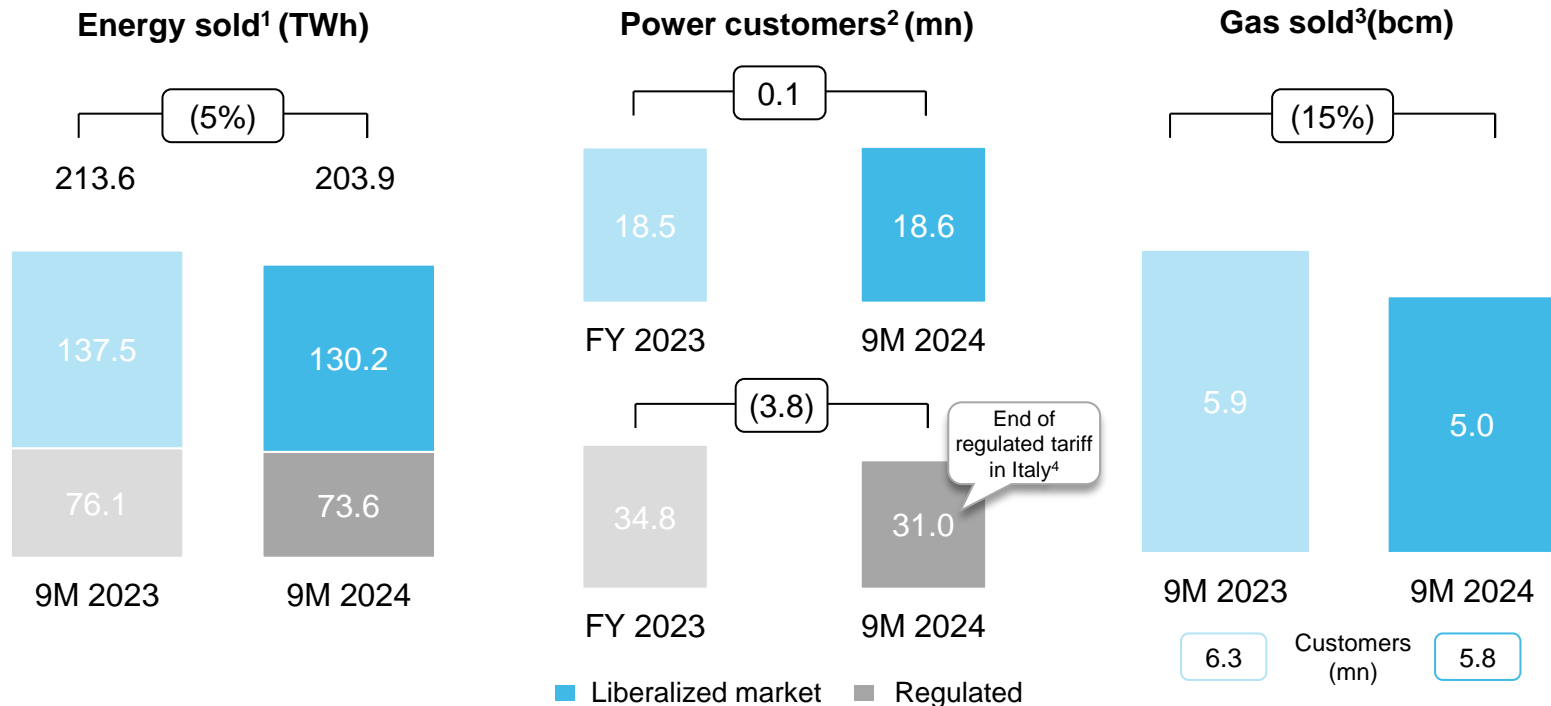 Energy sold¹ (TWh)
(5%)
213.6
203.9
137.5
130.2
76.1
73.6
9M 2023
9M 2024
Power customers² (mn)
0.1
18.5
18.6
FY 2023
9M 2024
(3.8)
End of
regulated tariff
in Italy⁴
34.8
31.0
FY 2023
9M 2024
Liberalized market
Regulated
Gas sold³(bcm)
(15%)
5.9
5.0
9M 2023
9M 2024
6.3
Customers
(mn)
5.8